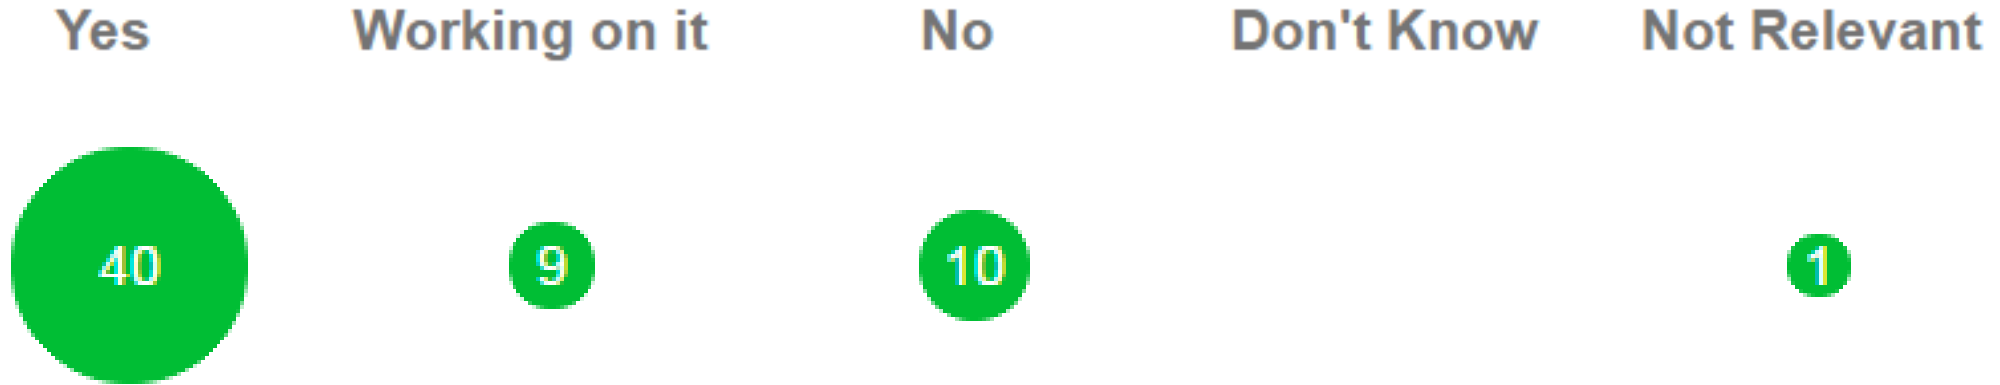 Yes Working on it No Don't Know Not Relevant
40 9 10 1